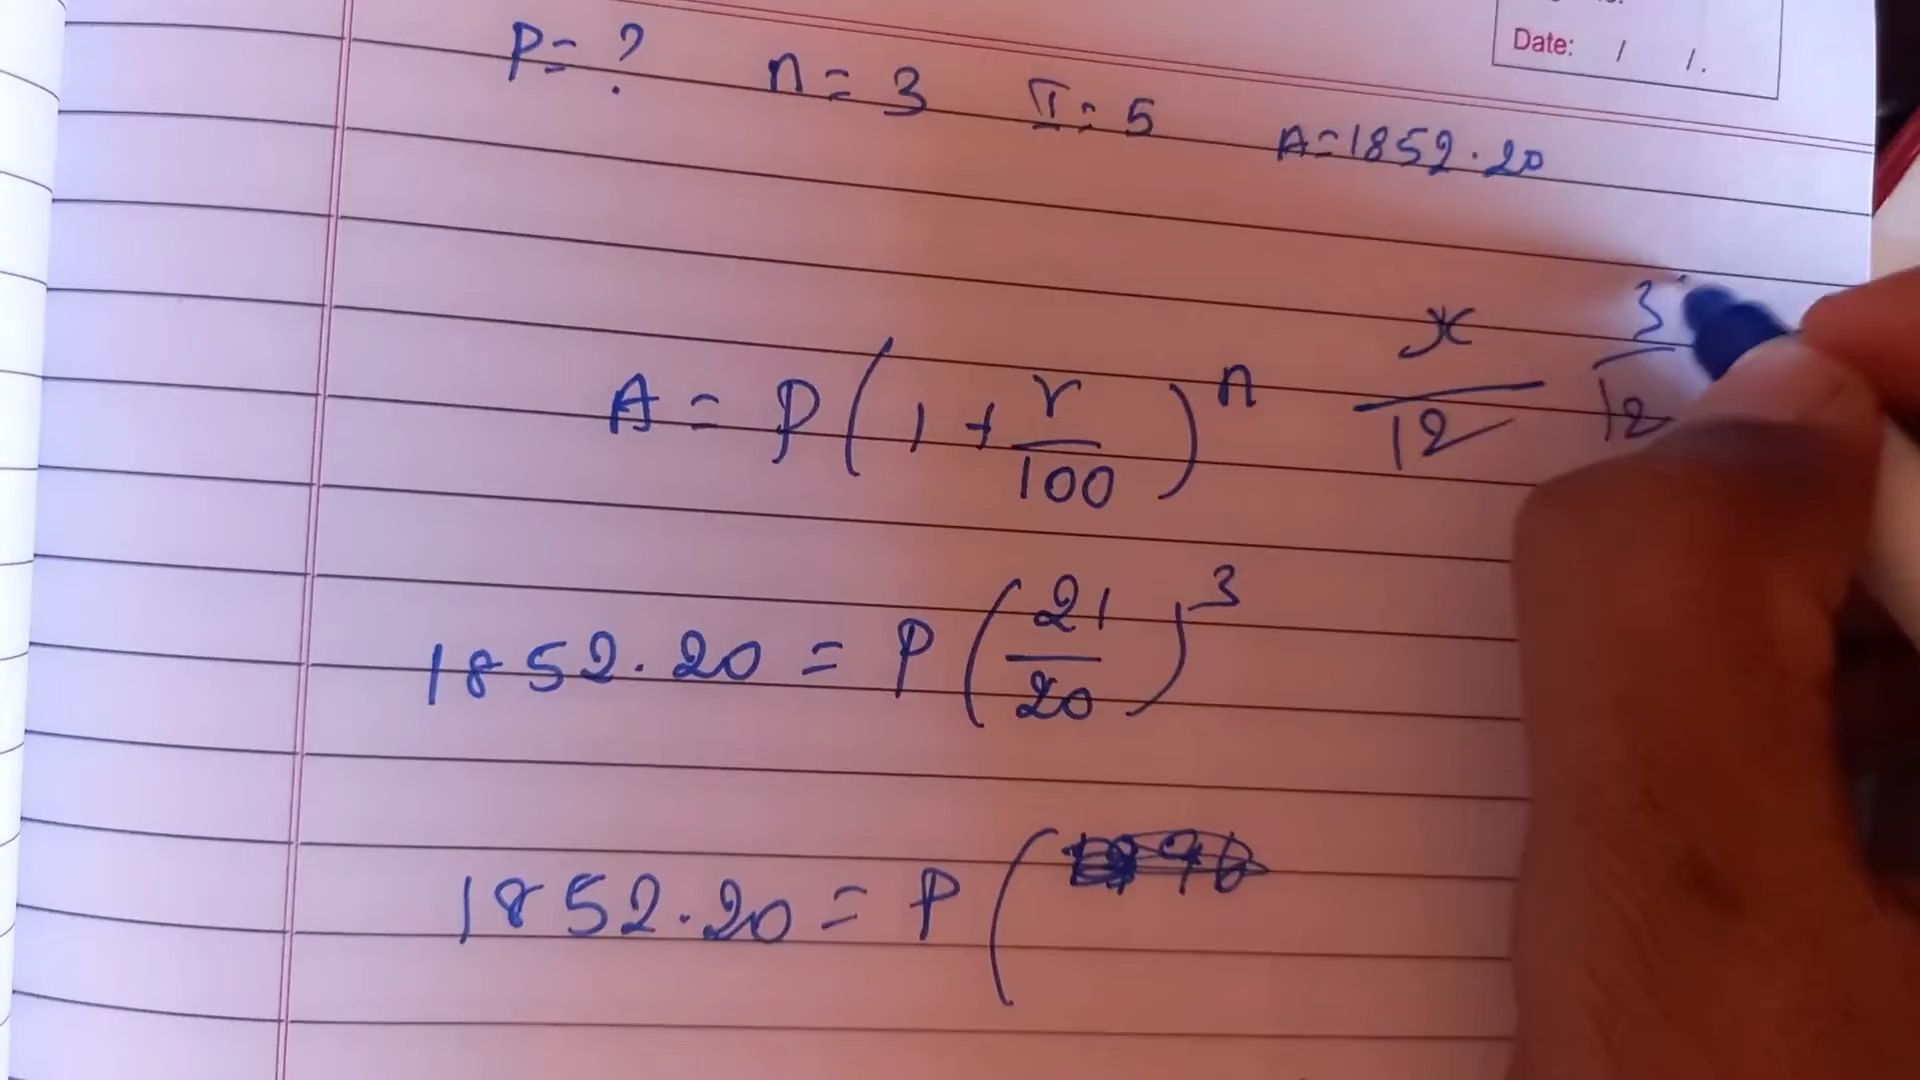 Date: / /.
P = ? n = 3 r = 5 A = 1852.20
A = P(1 + r/100)^n x/12 3/12
1852.20 = P(21/20)^3
1852.20 = P(